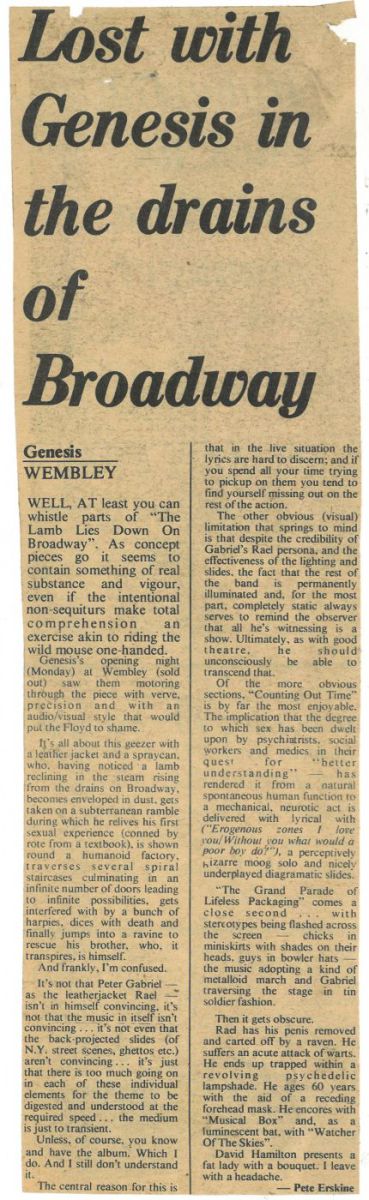 Lost with
Genesis in
the drains
of
Broadway
Genesis
WEMBLEY
WELL, AT least you can
whistle parts of "The
Lamb Lies Down On
Broadway". As concept
pieces go it seems to
contain something of real
substance and vigour,
even if the intentional
non-sequiturs make total
comprehension an
exercise akin to riding the
wild mouse one-handed.
Genesis's opening night
(Monday) at Wembley (sold
out) saw them motoring
through the piece with verve,
precision and with an
audio/visual style that would
put the Floyd to shame.
It's all about this geezer with
a leather jacket and a spraycan,
who, having noticed a lamb
reclining in the steam rising
from the drains on Broadway,
becomes enveloped in dust, gets
taken on a subterranean ramble
during which he relives his first
sexual experience (conned by
rote from a textbook), is shown
round a humanoid factory,
traverses several spiral
staircases culminating in an
infinite number of doors leading
to infinite possibilities, gets
interfered with by a bunch of
harpies, dices with death and
finally jumps into a ravine to
rescue his brother, who, it
transpires, is himself.
And frankly, I'm confused.
It's not that Peter Gabriel —
as the leatherjacket Rael —
isn't in himself convincing, it's
not that the music in itself isn't
convincing . . . it's not even that
the back-projected slides (of
N.Y. street scenes, ghettos etc.)
aren't convincing . . . it's just
that there is too much going on
in each of these individual
elements for the theme to be
digested and understood at the
required speed . . . the medium
is just to transient.
Unless, of course, you know
and have the album. Which I
do. And I still don't understand
it.
The central reason for this is
that in the live situation the
lyrics are hard to discern; and if
you spend all your time trying
to pickup on them you tend to
find yourself missing out on the
rest of the action.
The other obvious (visual)
limitation that springs to mind
is that despite the credibility of
Gabriel's Rael persona, and the
effectiveness of the lighting and
slides, the fact that the rest of
the band is permanently
illuminated and, for the most
part, completely static always
serves to remind the observer
that all he's witnessing is a
show. Ultimately, as with good
theatre, he should
unconsciously be able to
transcend that.
Of the more obvious
sections, "Counting Out Time"
is by far the most enjoyable.
The implication that the degree
to which sex has been dwelt
upon by psychiatrists, social
workers and medics in their
quest for "better
understanding" — has
rendered it from a natural
spontaneous human function to
a mechanical, neurotic act is
delivered with lyrical with
("Erogenous zones I love
you/Without you what would a
poor boy do?"), a perceptively
bizarre moog solo and nicely
underplayed diagramatic slides.
"The Grand Parade of
Lifeless Packaging" comes a
close second . . . with
stereotypes being flashed across
the screen — chicks in
miniskirts with shades on their
heads, guys in bowler hats —
the music adopting a kind of
metalloid march and Gabriel
traversing the stage in tin
soldier fashion.
Then it gets obscure.
Rael has his penis removed
and carted off by a raven. He
suffers an acute attack of warts.
He ends up trapped within a
revolving psychedelic
lampshade. He ages 60 years
with the aid of a receding
forehead mask. He encores with
"Musical Box" and, as a
luminescent bat, with "Watcher
Of The Skies".
David Hamilton presents a
fat lady with a bouquet. I leave
with a headache.
— Pete Erskine